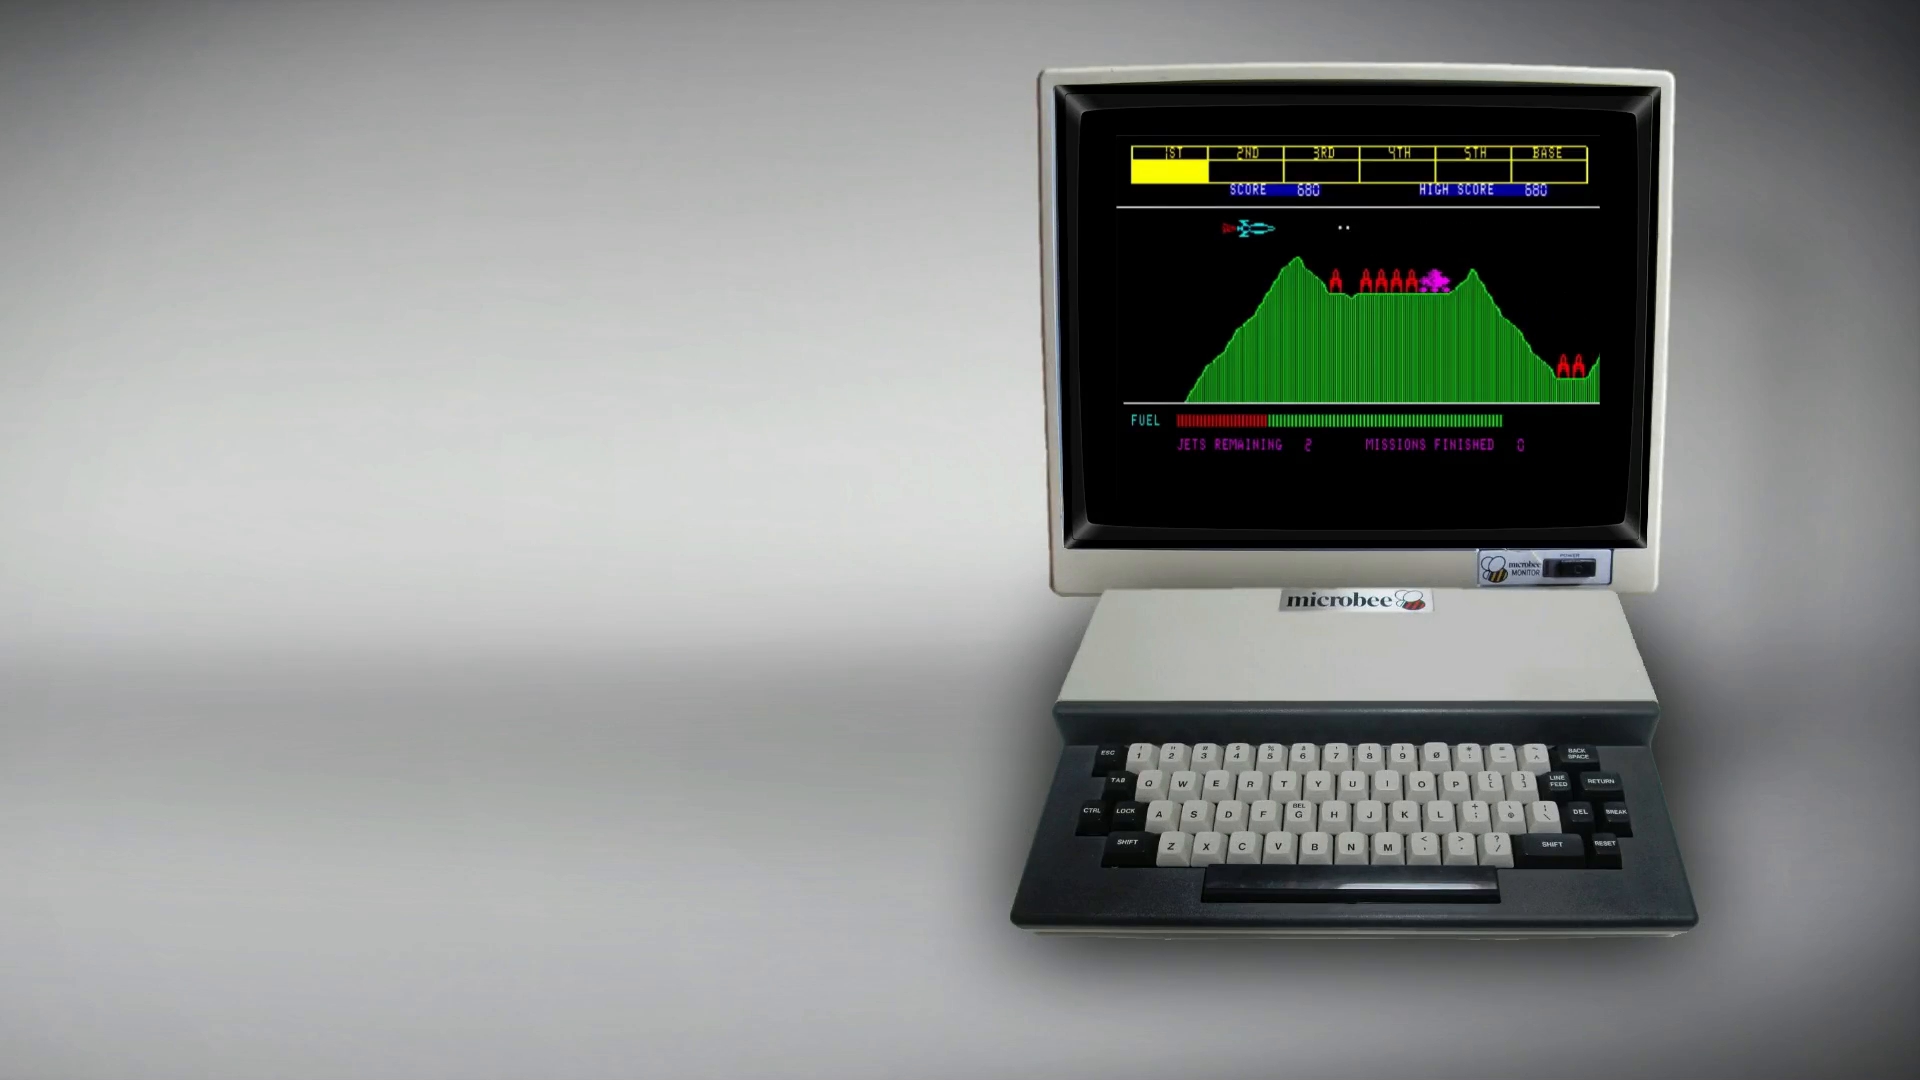 1ST 2ND 3RD 4TH 5TH BASE
SCORE 680 HIGH SCORE 680
FUEL
JETS REMAINING 2 MISSIONS FINISHED 0
POWER
microbee
MONITOR
microbee
ESC ! 1 " 2 # 3 $ 4 % 5 & 6 ' 7 ( 8 ) 9 0 * : = - ~ ^ BACK SPACE
TAB Q W E R T Y U I O P { [ } ] LINE FEED RETURN
CTRL LOCK A S D F BEL G H J K L + ; @ | \ DEL BREAK
SHIFT Z X C V B N M < , > . ? / SHIFT RESET